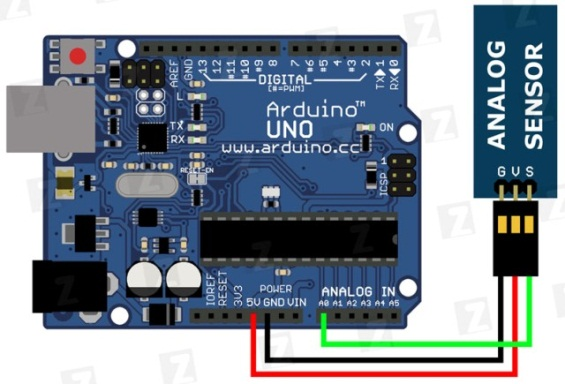 AREF
GND
13
12
#11
#10
#9
8
7
#6
#5
4
#3
2
TX▶1
RX◀0
DIGITAL
[#=PWM]
L
TX
RX
Arduino™
UNO
www.arduino.cc
ON
RESET-EN
1
ICSP
IOREF
RESET
3V3
5V GND VIN
POWER
ANALOG IN
A0 A1 A2 A3 A4 A5
ANALOG
SENSOR
G V S